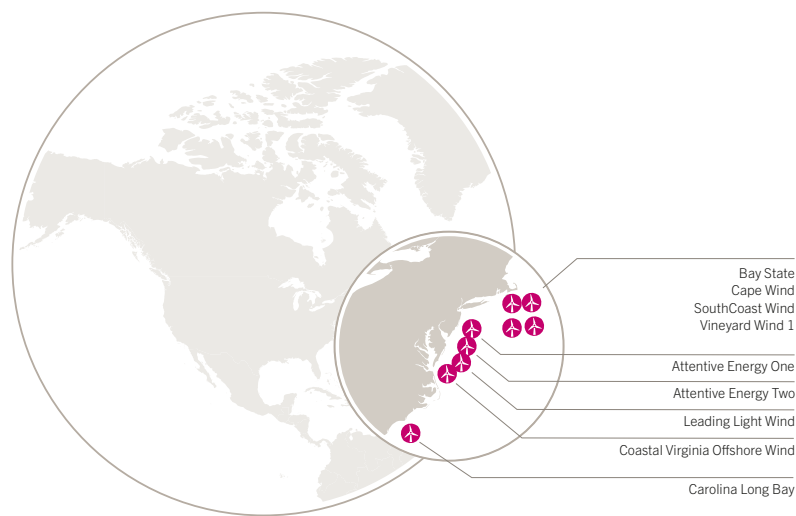 Bay State
Cape Wind
SouthCoast Wind
Vineyard Wind 1
Attentive Energy One
Attentive Energy Two
Leading Light Wind
Coastal Virginia Offshore Wind
Carolina Long Bay